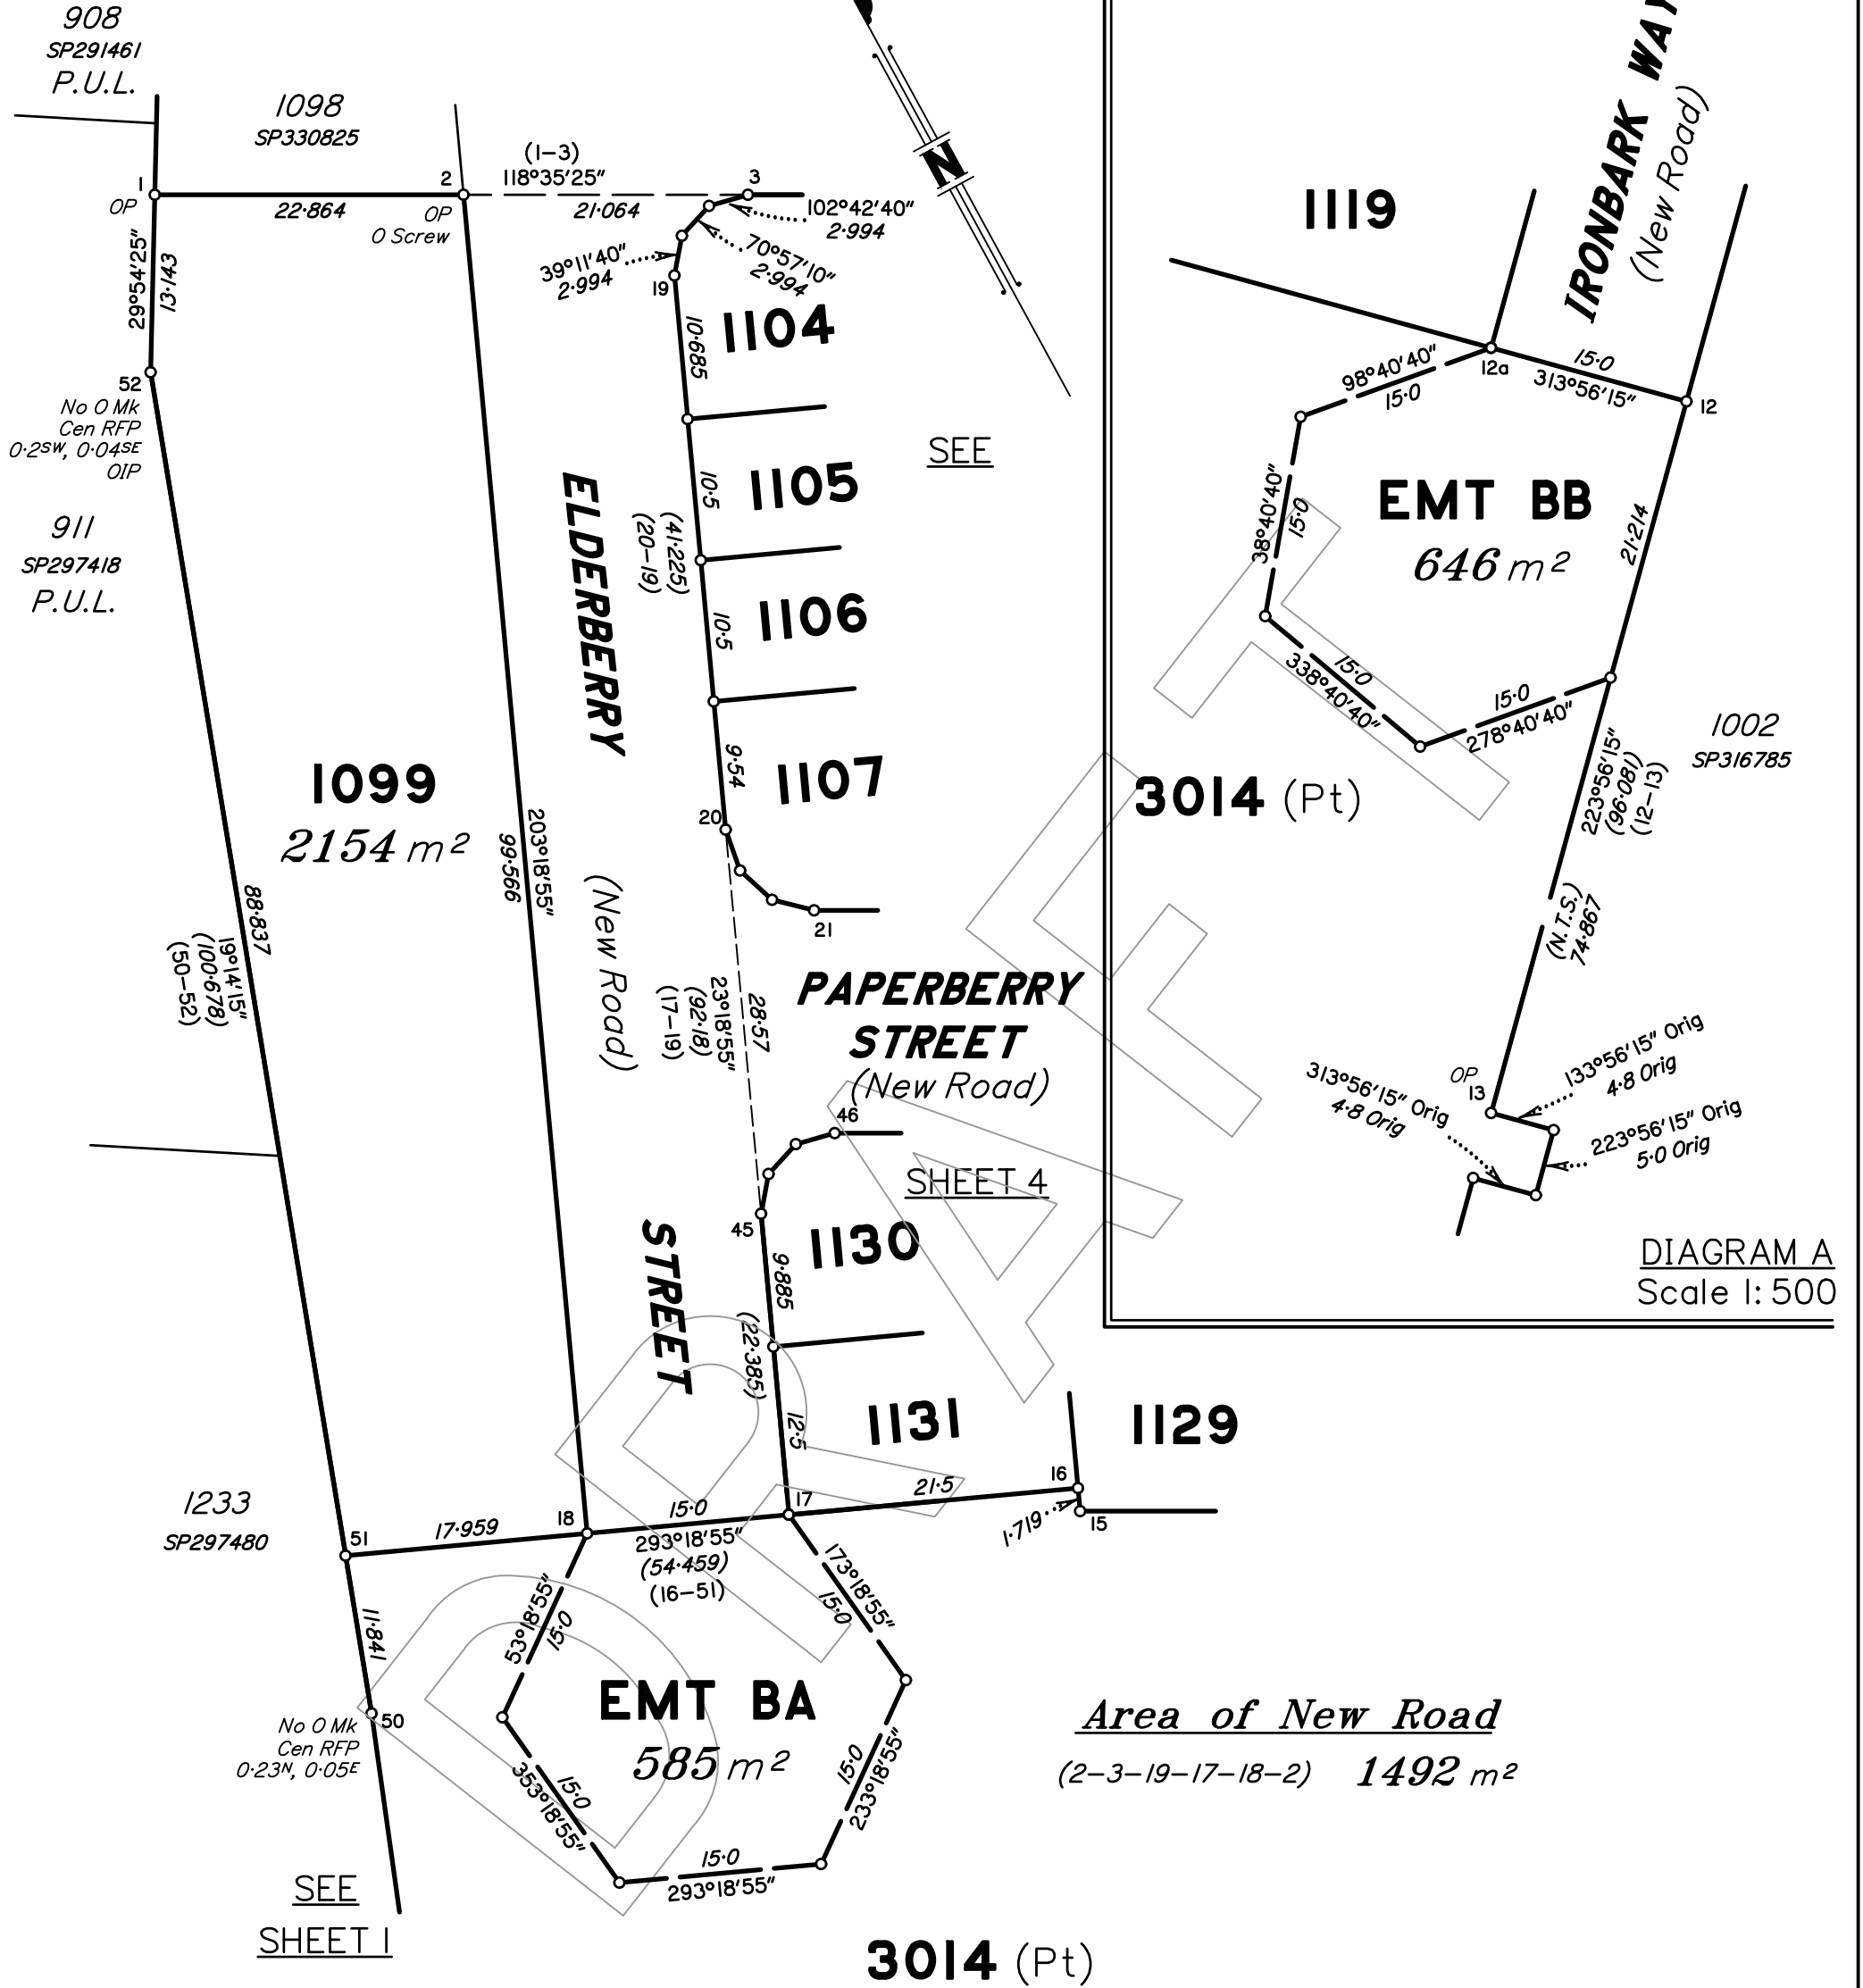 908
SP291461
P.U.L.
1098
SP330825
(1-3)
118°35'25"
1
2
3
OP
22·864
OP
O Screw
21·064
102°42'40"
2·994
70°57'10"
2·994
39°11'40"
2·994
19
29°54'25"
13·143
52
No O Mk
Cen RFP
0·2SW, 0·04SE
OIP
911
SP297418
P.U.L.
N
1104
10·685
SEE
1105
10·5
(41·225)
(20-19)
1106
10·5
1107
9·54
20
21
ELDERBERRY
(New Road)
STREET
1099
2154 m²
203°18'55"
99·566
88·837
19°14'15"
(100·678)
(50-52)
28·57
23°18'55"
(92·18)
(17-19)
PAPERBERRY
STREET
(New Road)
46
SHEET 4
45
1130
9·885
(22·385)
1131
12·5
1129
16
21·5
17
15·0
18
1·719
15
1233
SP297480
51
17·959
293°18'55"
(54·459)
(16-51)
11·841
50
No O Mk
Cen RFP
0·23N, 0·05E
53°18'55"
15·0
173°18'55"
15·0
EMT BA
585 m²
353°18'55"
15·0
15·0
233°18'55"
15·0
293°18'55"
Area of New Road
(2-3-19-17-18-2) 1492 m²
SEE
SHEET 1
3014 (Pt)
IRONBARK WAY
(New Road)
1119
98°40'40"
15·0
12a
15·0
313°56'15"
12
38°40'40"
15·0
EMT BB
646 m²
21·214
15·0
338°40'40"
15·0
278°40'40"
1002
SP316785
3014 (Pt)
223°56'15"
(96·081)
(12-13)
(N.T.S.)
74·867
OP
13
133°56'15" Orig
4·8 Orig
313°56'15" Orig
4·8 Orig
223°56'15" Orig
5·0 Orig
DIAGRAM A
Scale 1:500
DRAFT